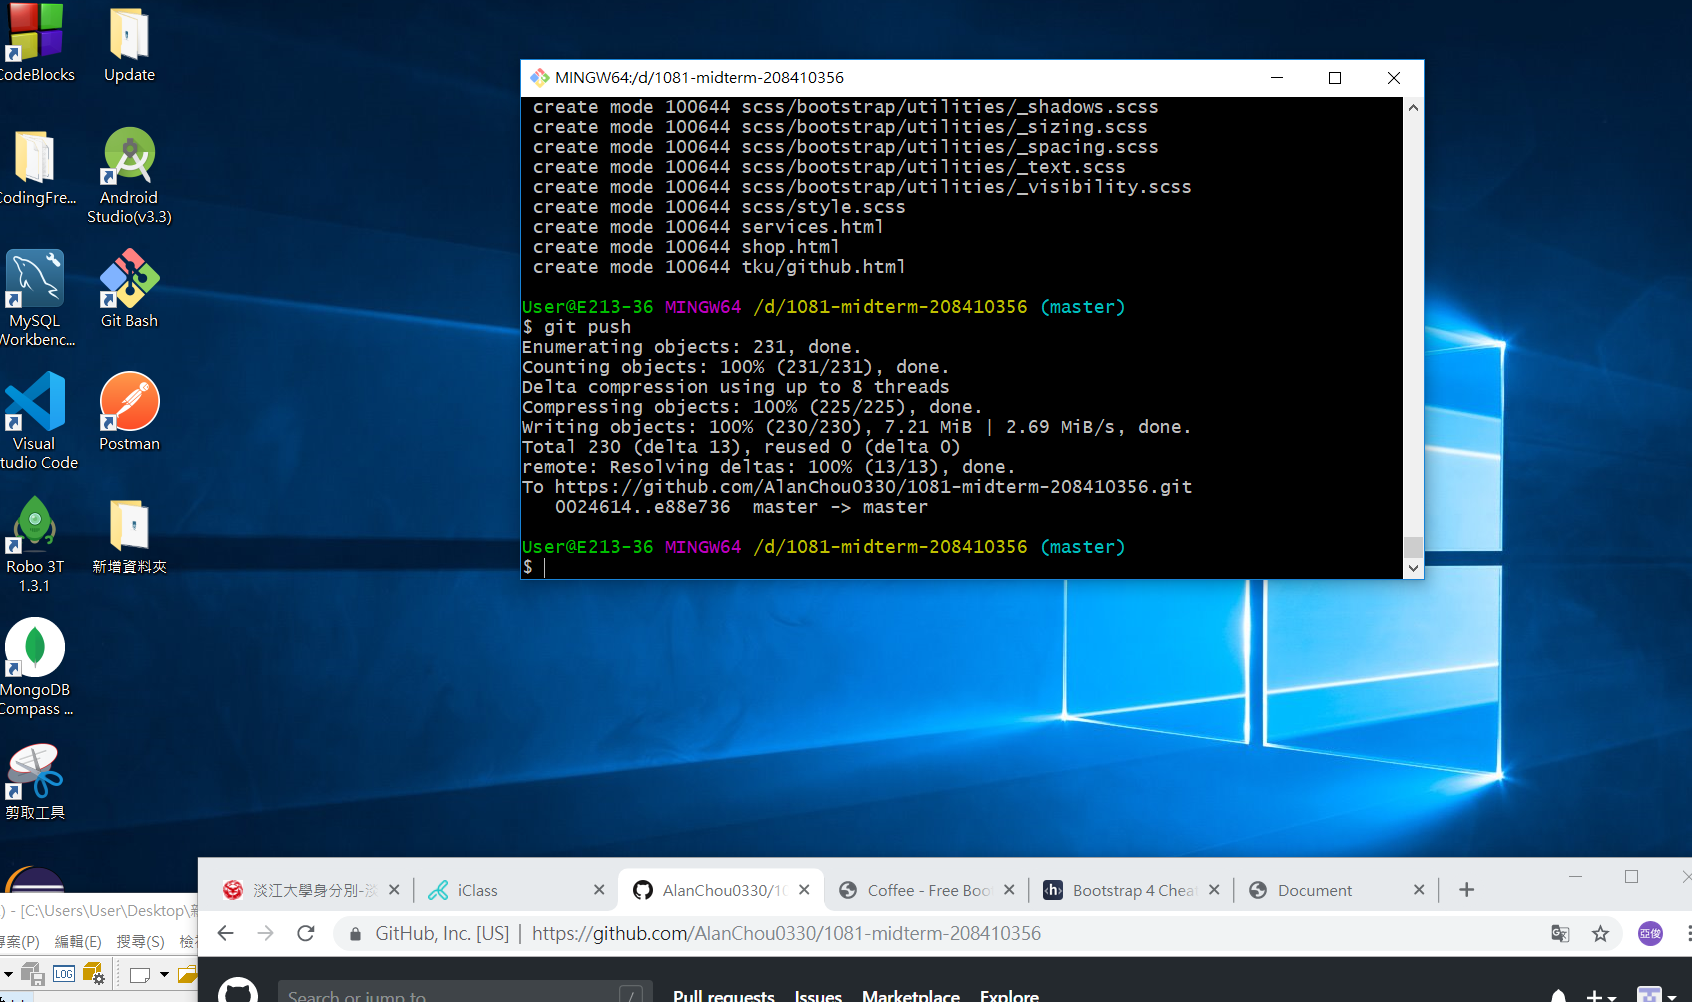 CodeBlocks
Update
CodingFre...
Android
Studio(v3.3)
MySQL
Workbenc...
Git Bash
Visual
Studio Code
Postman
Robo 3T
1.3.1
新增資料夾
MongoDB
Compass ...
剪取工具
MINGW64:/d/1081-midterm-208410356
create mode 100644 scss/bootstrap/utilities/_shadows.scss
create mode 100644 scss/bootstrap/utilities/_sizing.scss
create mode 100644 scss/bootstrap/utilities/_spacing.scss
create mode 100644 scss/bootstrap/utilities/_text.scss
create mode 100644 scss/bootstrap/utilities/_visibility.scss
create mode 100644 scss/style.scss
create mode 100644 services.html
create mode 100644 shop.html
create mode 100644 tku/github.html
User@E213-36 MINGW64 /d/1081-midterm-208410356 (master)
$ git push
Enumerating objects: 231, done.
Counting objects: 100% (231/231), done.
Delta compression using up to 8 threads
Compressing objects: 100% (225/225), done.
Writing objects: 100% (230/230), 7.21 MiB | 2.69 MiB/s, done.
Total 230 (delta 13), reused 0 (delta 0)
remote: Resolving deltas: 100% (13/13), done.
To https://github.com/AlanChou0330/1081-midterm-208410356.git
0024614..e88e736  master -> master
User@E213-36 MINGW64 /d/1081-midterm-208410356 (master)
$
) - [C:\Users\User\Desktop\新
專案(P) 編輯(E) 搜尋(S) 檢
LOG
淡江大學身分別-淡
iClass
AlanChou0330/10
Coffee - Free Boo
Bootstrap 4 Chea
Document
GitHub, Inc. [US] | https://github.com/AlanChou0330/1081-midterm-208410356
亞俊
Search or jump to
/
Pull requests Issues Marketplace Explore